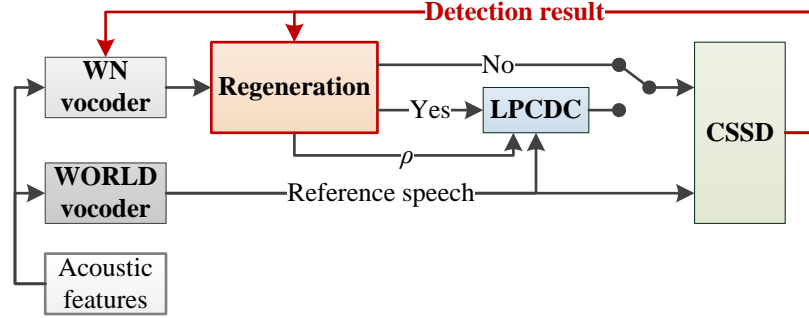 Detection result
WN
vocoder
Regeneration
No
Yes
LPCDC
CSSD
ρ
WORLD
vocoder
Reference speech
Acoustic
features